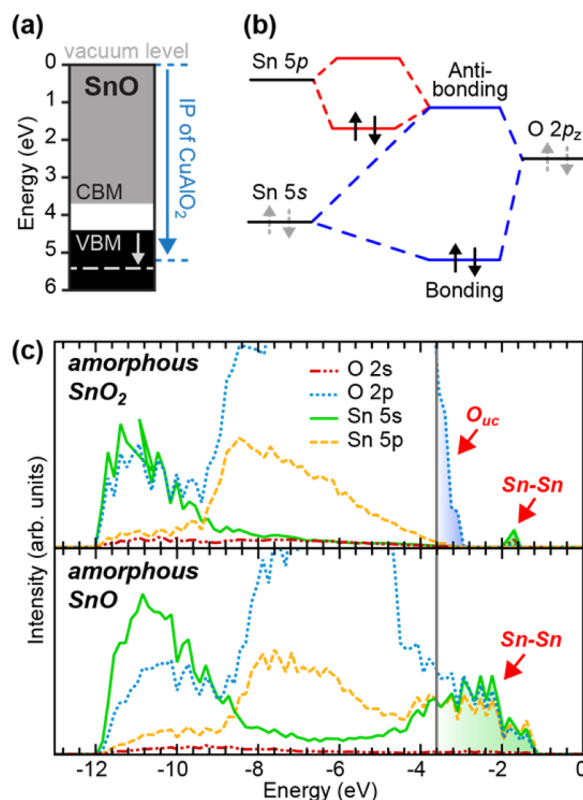 (a)
vacuum level
0
1
2
3
4
5
6
Energy (eV)
SnO
CBM
VBM
IP of CuAlO2
(b)
Sn 5p
Sn 5s
Anti-
bonding
O 2pz
Bonding
(c)
amorphous
SnO2
O 2s
O 2p
Sn 5s
Sn 5p
Ouc
Sn-Sn
Intensity (arb. units)
amorphous
SnO
Sn-Sn
-12 -10 -8 -6 -4 -2 0
Energy (eV)